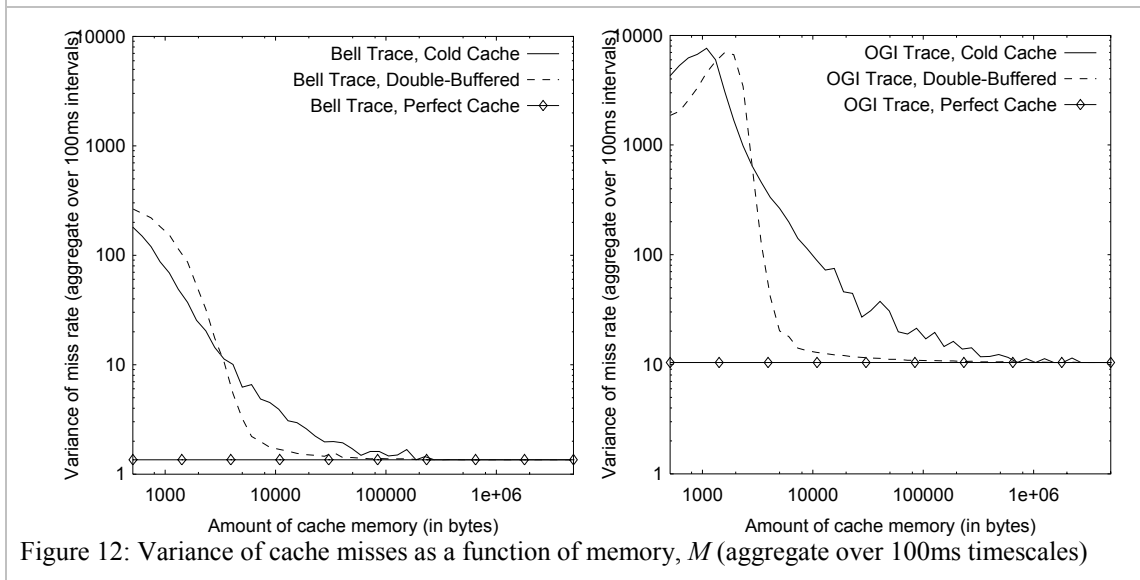 Variance of miss rate (aggregate over 100ms intervals)
10000
1000
100
10
1
Bell Trace, Cold Cache
Bell Trace, Double-Buffered
Bell Trace, Perfect Cache
1000 10000 100000 1e+06
Amount of cache memory (in bytes)
Variance of miss rate (aggregate over 100ms intervals)
10000
1000
100
10
1
OGI Trace, Cold Cache
OGI Trace, Double-Buffered
OGI Trace, Perfect Cache
1000 10000 100000 1e+06
Amount of cache memory (in bytes)
Figure 12: Variance of cache misses as a function of memory, M (aggregate over 100ms timescales)